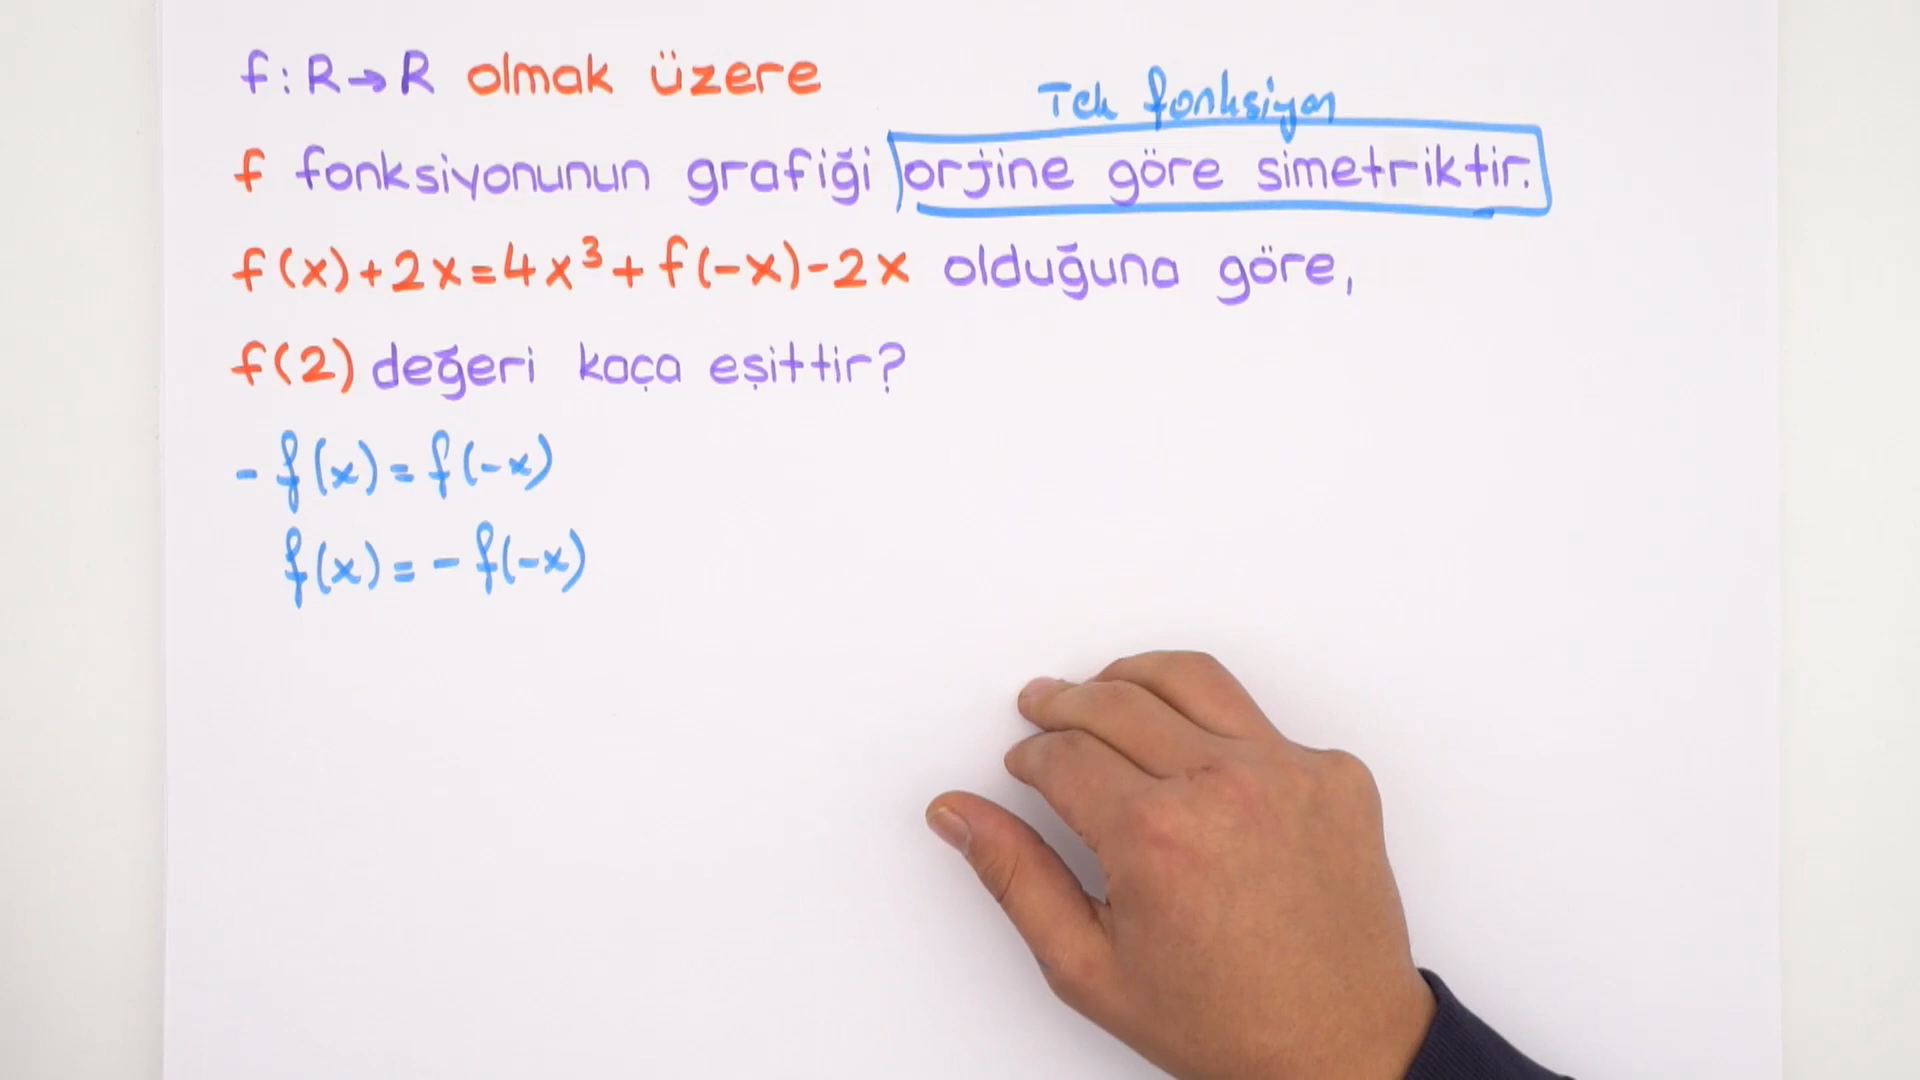 f: R→R olmak üzere
Tek fonksiyon
f fonksiyonunun grafiği orjine göre simetriktir.
f(x)+2x=4x³+f(-x)-2x olduğuna göre,
f(2) değeri kaça eşittir?
-f(x)=f(-x)
f(x)=-f(-x)